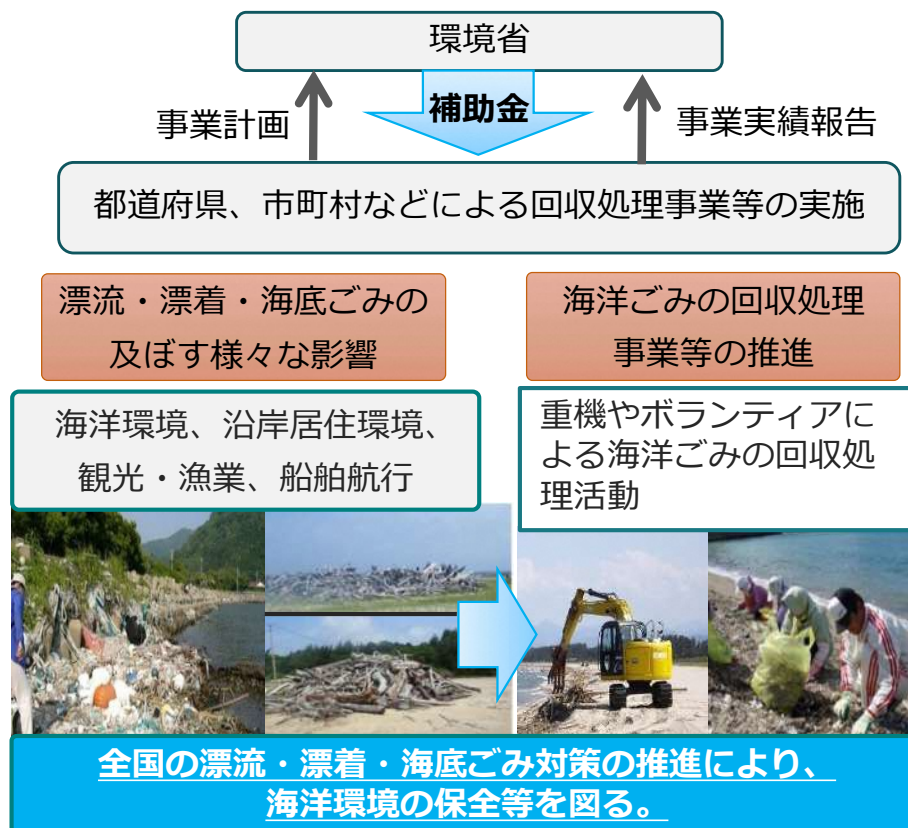 環境省
補助金
事業計画
事業実績報告
都道府県、市町村などによる回収処理事業等の実施
漂流・漂着・海底ごみの
及ぼす様々な影響
海洋ごみの回収処理
事業等の推進
海洋環境、沿岸居住環境、
観光・漁業、船舶航行
重機やボランティアに
よる海洋ごみの回収処
理活動
全国の漂流・漂着・海底ごみ対策の推進により、
海洋環境の保全等を図る。